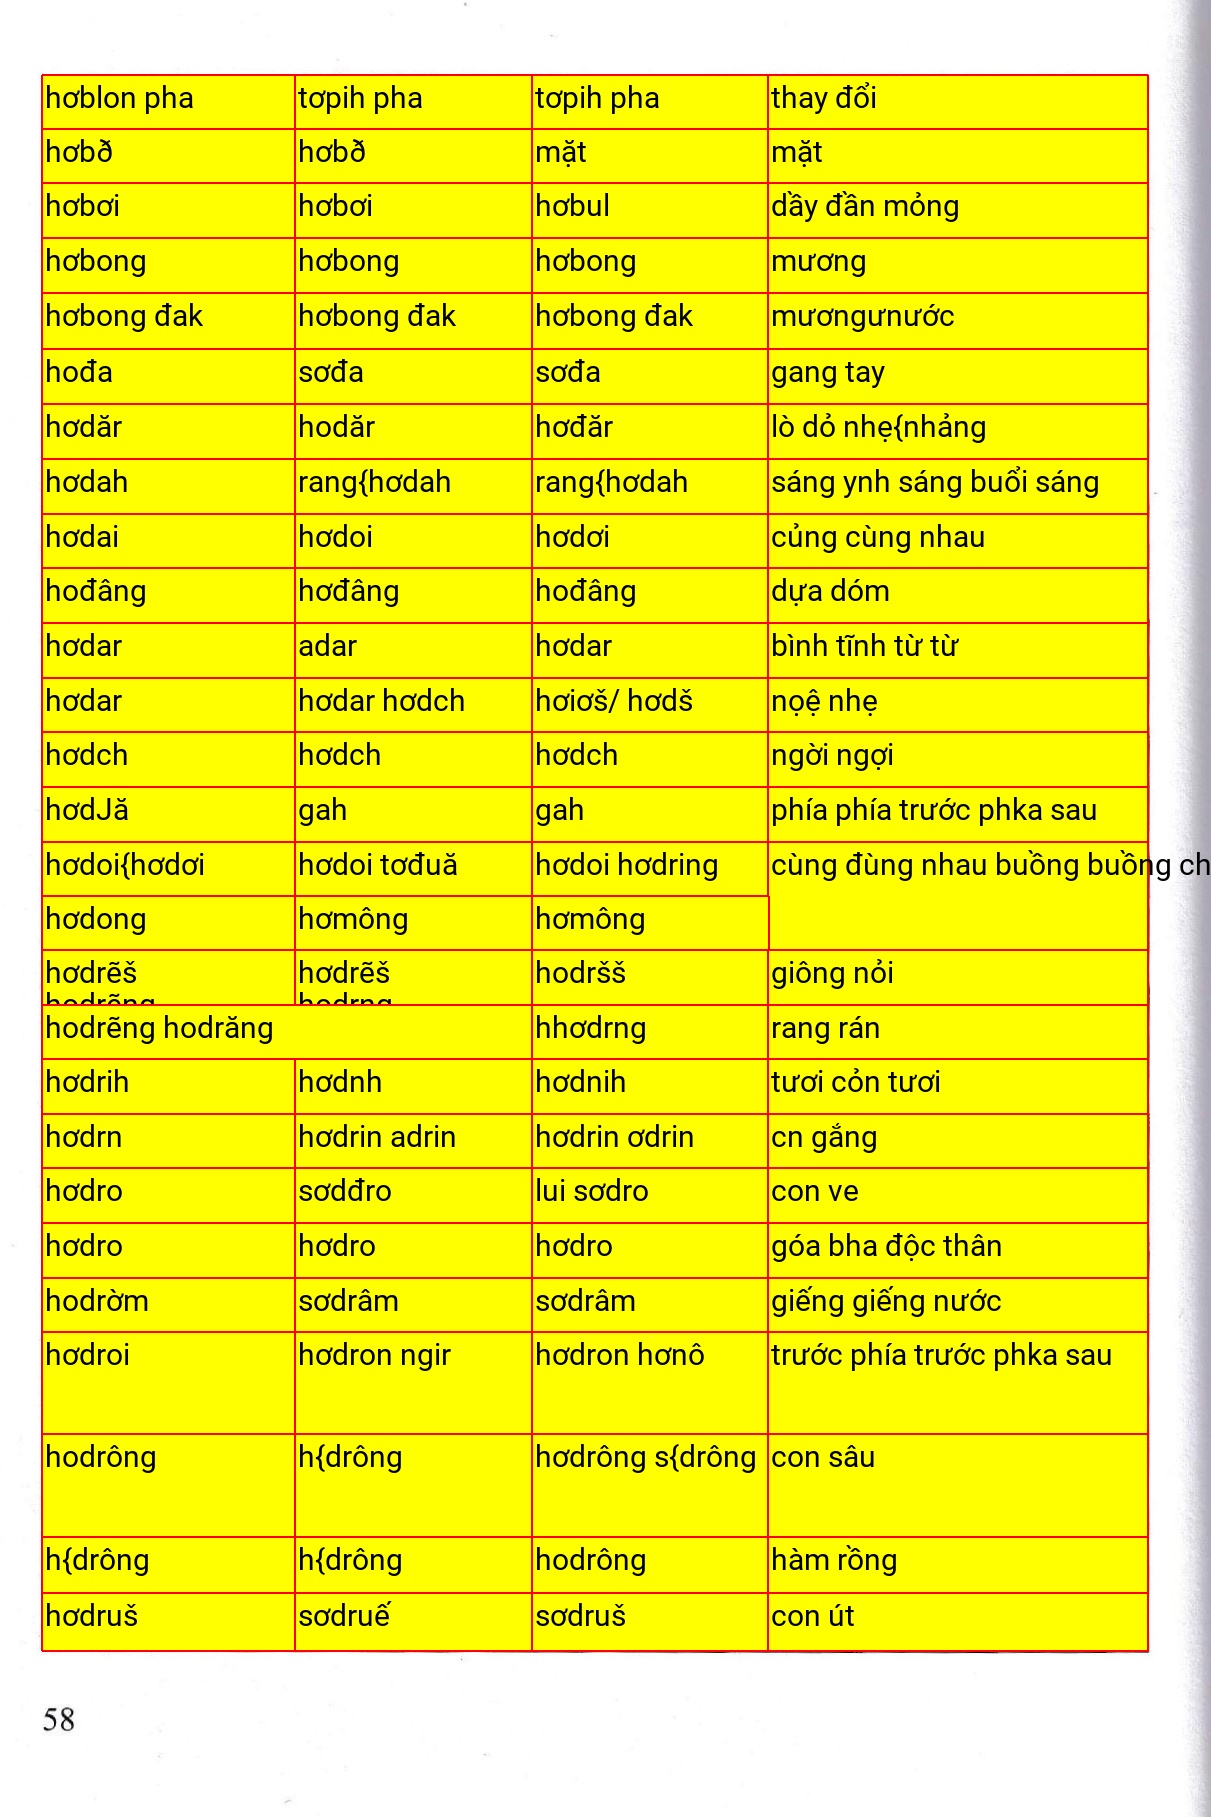 hơblon pha tơpih pha tơpih pha thay đổi
hơbð hơbð mặt mặt
hơbơi hơbơi hơbul dầy đần mỏng
hơbong hơbong hơbong mương
hơbong đak hơbong đak hơbong đak mươngưnước
hođa sơđa sơđa gang tay
hơdăr hodăr hơđăr lò dỏ nhẹ{nhảng
hơdah rang{hơdah rang{hơdah sáng ynh sáng buổi sáng
hơdai hơdoi hơdơi củng cùng nhau
hođâng hơđâng hođâng dựa dóm
hơdar adar hơdar bình tĩnh từ từ
hơdar hơdar hơdch hơiơš/ hơdš nọệ nhẹ
hơdch hơdch hơdch ngời ngợi
hơdJă gah gah phía phía trước phka sau
hơdoi{hơdơi hơdoi tơđuă hơdoi hơdring cùng đùng nhau buồng buồng ch
hơdong hơmông hơmông
hơdrẽš hơdrẽš hodršš giông nỏi
hodrẽng hodrng
hodrẽng hodrăng hhơdrng rang rán
hơdrih hơdnh hơdnih tươi cỏn tươi
hơdrn hơdrin adrin hơdrin ơdrin cn gắng
hơdro sơdđro lui sơdro con ve
hơdro hơdro hơdro góa bha độc thân
hodrờm sơdrâm sơdrâm giếng giếng nước
hơdroi hơdron ngir hơdron hơnô trước phía trước phka sau
hodrông h{drông hơdrông s{drông con sâu
h{drông h{drông hodrông hàm rồng
hơdruš sơdruế sơdruš con út
58